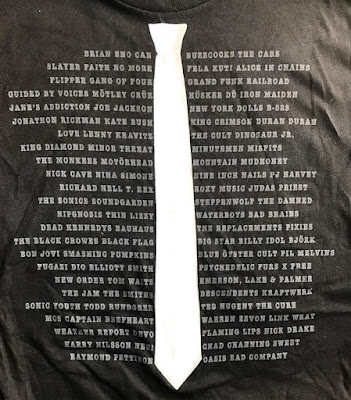 BRIAN ENO CAN BUZZCOCKS THE CARS
SLAYER FAITH NO MORE FELA KUTI ALICE IN CHAINS
FLIPPER GANG OF FOUR GRAND FUNK RAILROAD
GUIDED BY VOICES MÖTLEY CRÜE HÜSKER DÜ IRON MAIDEN
JANE'S ADDICTION JOE JACKSON NEW YORK DOLLS B-52S
JONATHON RICHMAN KATE BUSH KING CRIMSON DURAN DURAN
LOVE LENNY KRAVITZ THE CULT DINOSAUR JR.
KING DIAMOND MINOR THREAT MINUTEMEN MISFITS
THE MONKEES MOTÖRHEAD MOUNTAIN MUDHONEY
NICK CAVE NINA SIMONE NINE INCH NAILS PJ HARVEY
RICHARD HELL T. REX ROXY MUSIC JUDAS PRIEST
THE SONICS SOUNDGARDEN STEPPENWOLF THE DAMNED
HIPGNOSIS THIN LIZZY WATERBOYS BAD BRAINS
DEAD KENNEDYS BAUHAUS THE REPLACEMENTS PIXIES
THE BLACK CROWES BLACK FLAG BIG STAR BILLY IDOL BJÖRK
BON JOVI SMASHING PUMPKINS BLUE ÖYSTER CULT PIL MELVINS
FUGAZI DIO ELLIOTT SMITH PSYCHEDELIC FURS X FREE
NEW ORDER TOM WAITS EMERSON, LAKE & PALMER
THE JAM THE SMITHS DESCENDENTS KRAFTWERK
SONIC YOUTH TODD RUNDGREN TED NUGENT THE CURE
MC5 CAPTAIN BEEFHEART WARREN ZEVON LINK WRAY
WEATHER REPORT DEVO FLAMING LIPS NICK DRAKE
HARRY NILSSON NEU! CHAD CHANNING SWEET
RAYMOND PETTIBON OASIS BAD COMPANY